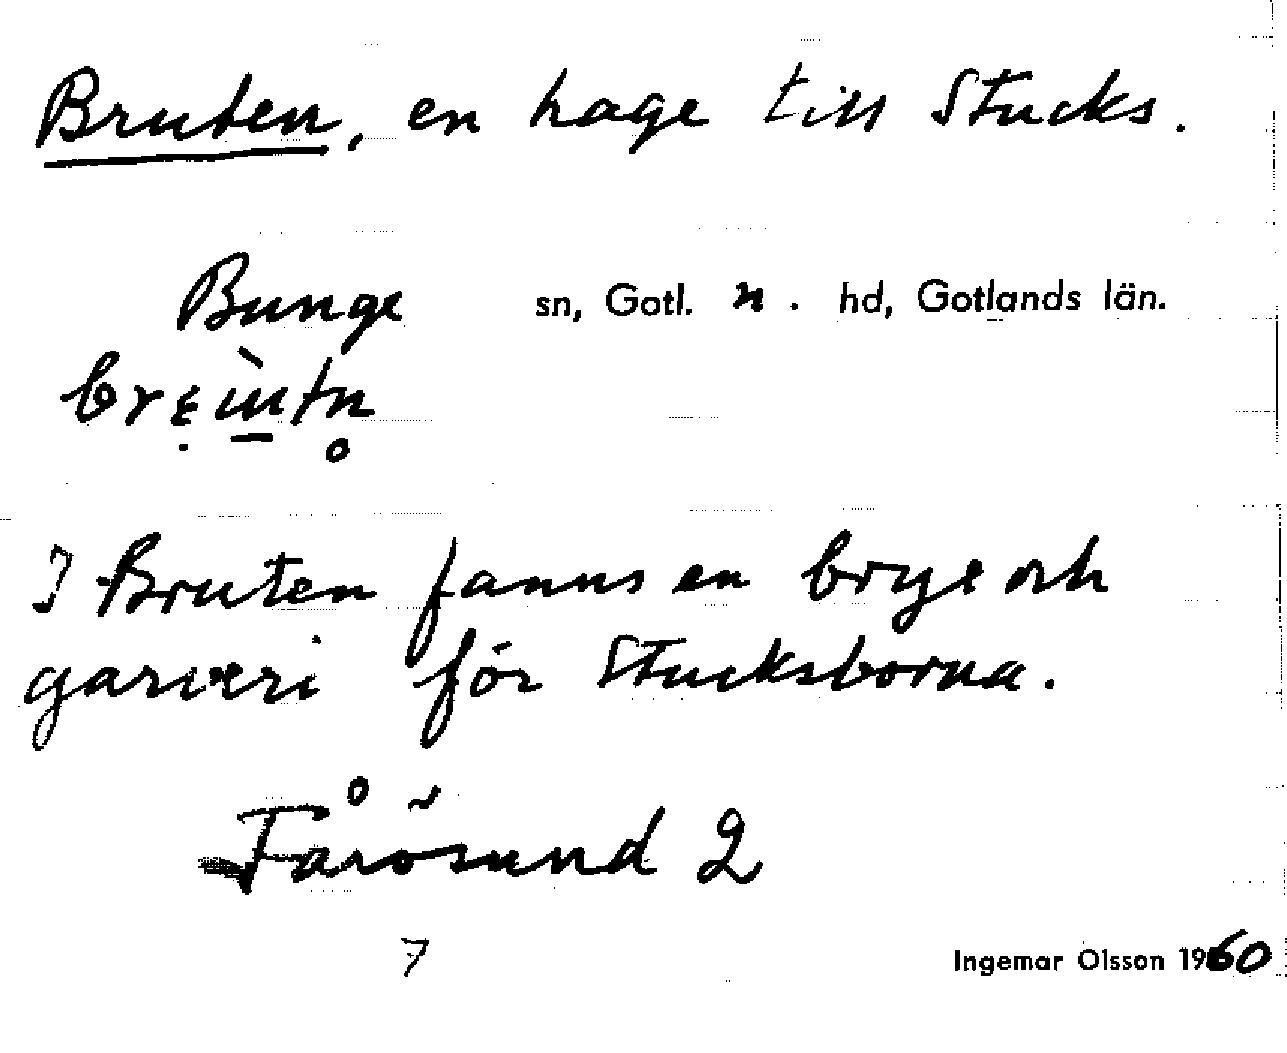 Bruten, en hage till Stucks.
Bunge sn, Gotl. n. hd, Gotlands län.
I Bruten fanns en brye och
garveri för Stucksborna.
Fårösund 2
7 Ingemar Olsson 1960